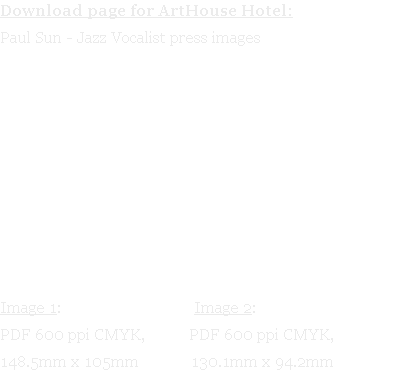 Download page for ArtHouse Hotel:
Paul Sun - Jazz Vocalist press images
Image 1: Image 2:
PDF 600 ppi CMYK, PDF 600 ppi CMYK,
148.5mm x 105mm 130.1mm x 94.2mm